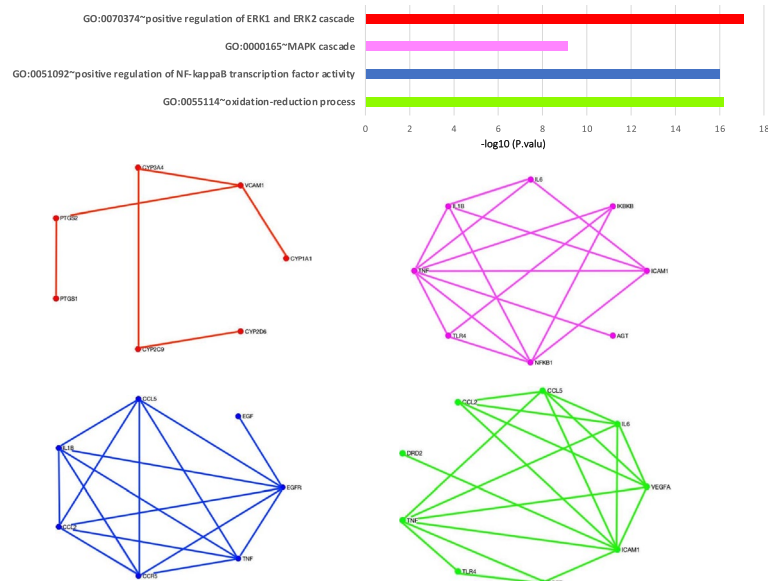 GO:0070374~positive regulation of ERK1 and ERK2 cascade
GO:0000165~MAPK cascade
GO:0051092~positive regulation of NF-kappaB transcription factor activity
GO:0055114~oxidation-reduction process
0 2 4 6 8 10 12 14 16 18
-log10 (P.valu)
CYP3A4
VCAM1
PTGS2
CYP1A1
PTGS1
CYP2D6
CYP2C9
IL6
IL1B
IKBKB
TNF
ICAM1
TLR4
AGT
NFKB1
CCL5
EGF
IL1B
EGFR
CCL2
TNF
CCR5
CCL5
CCL2
IL6
DRD2
VEGFA
TNF
ICAM1
TLR4